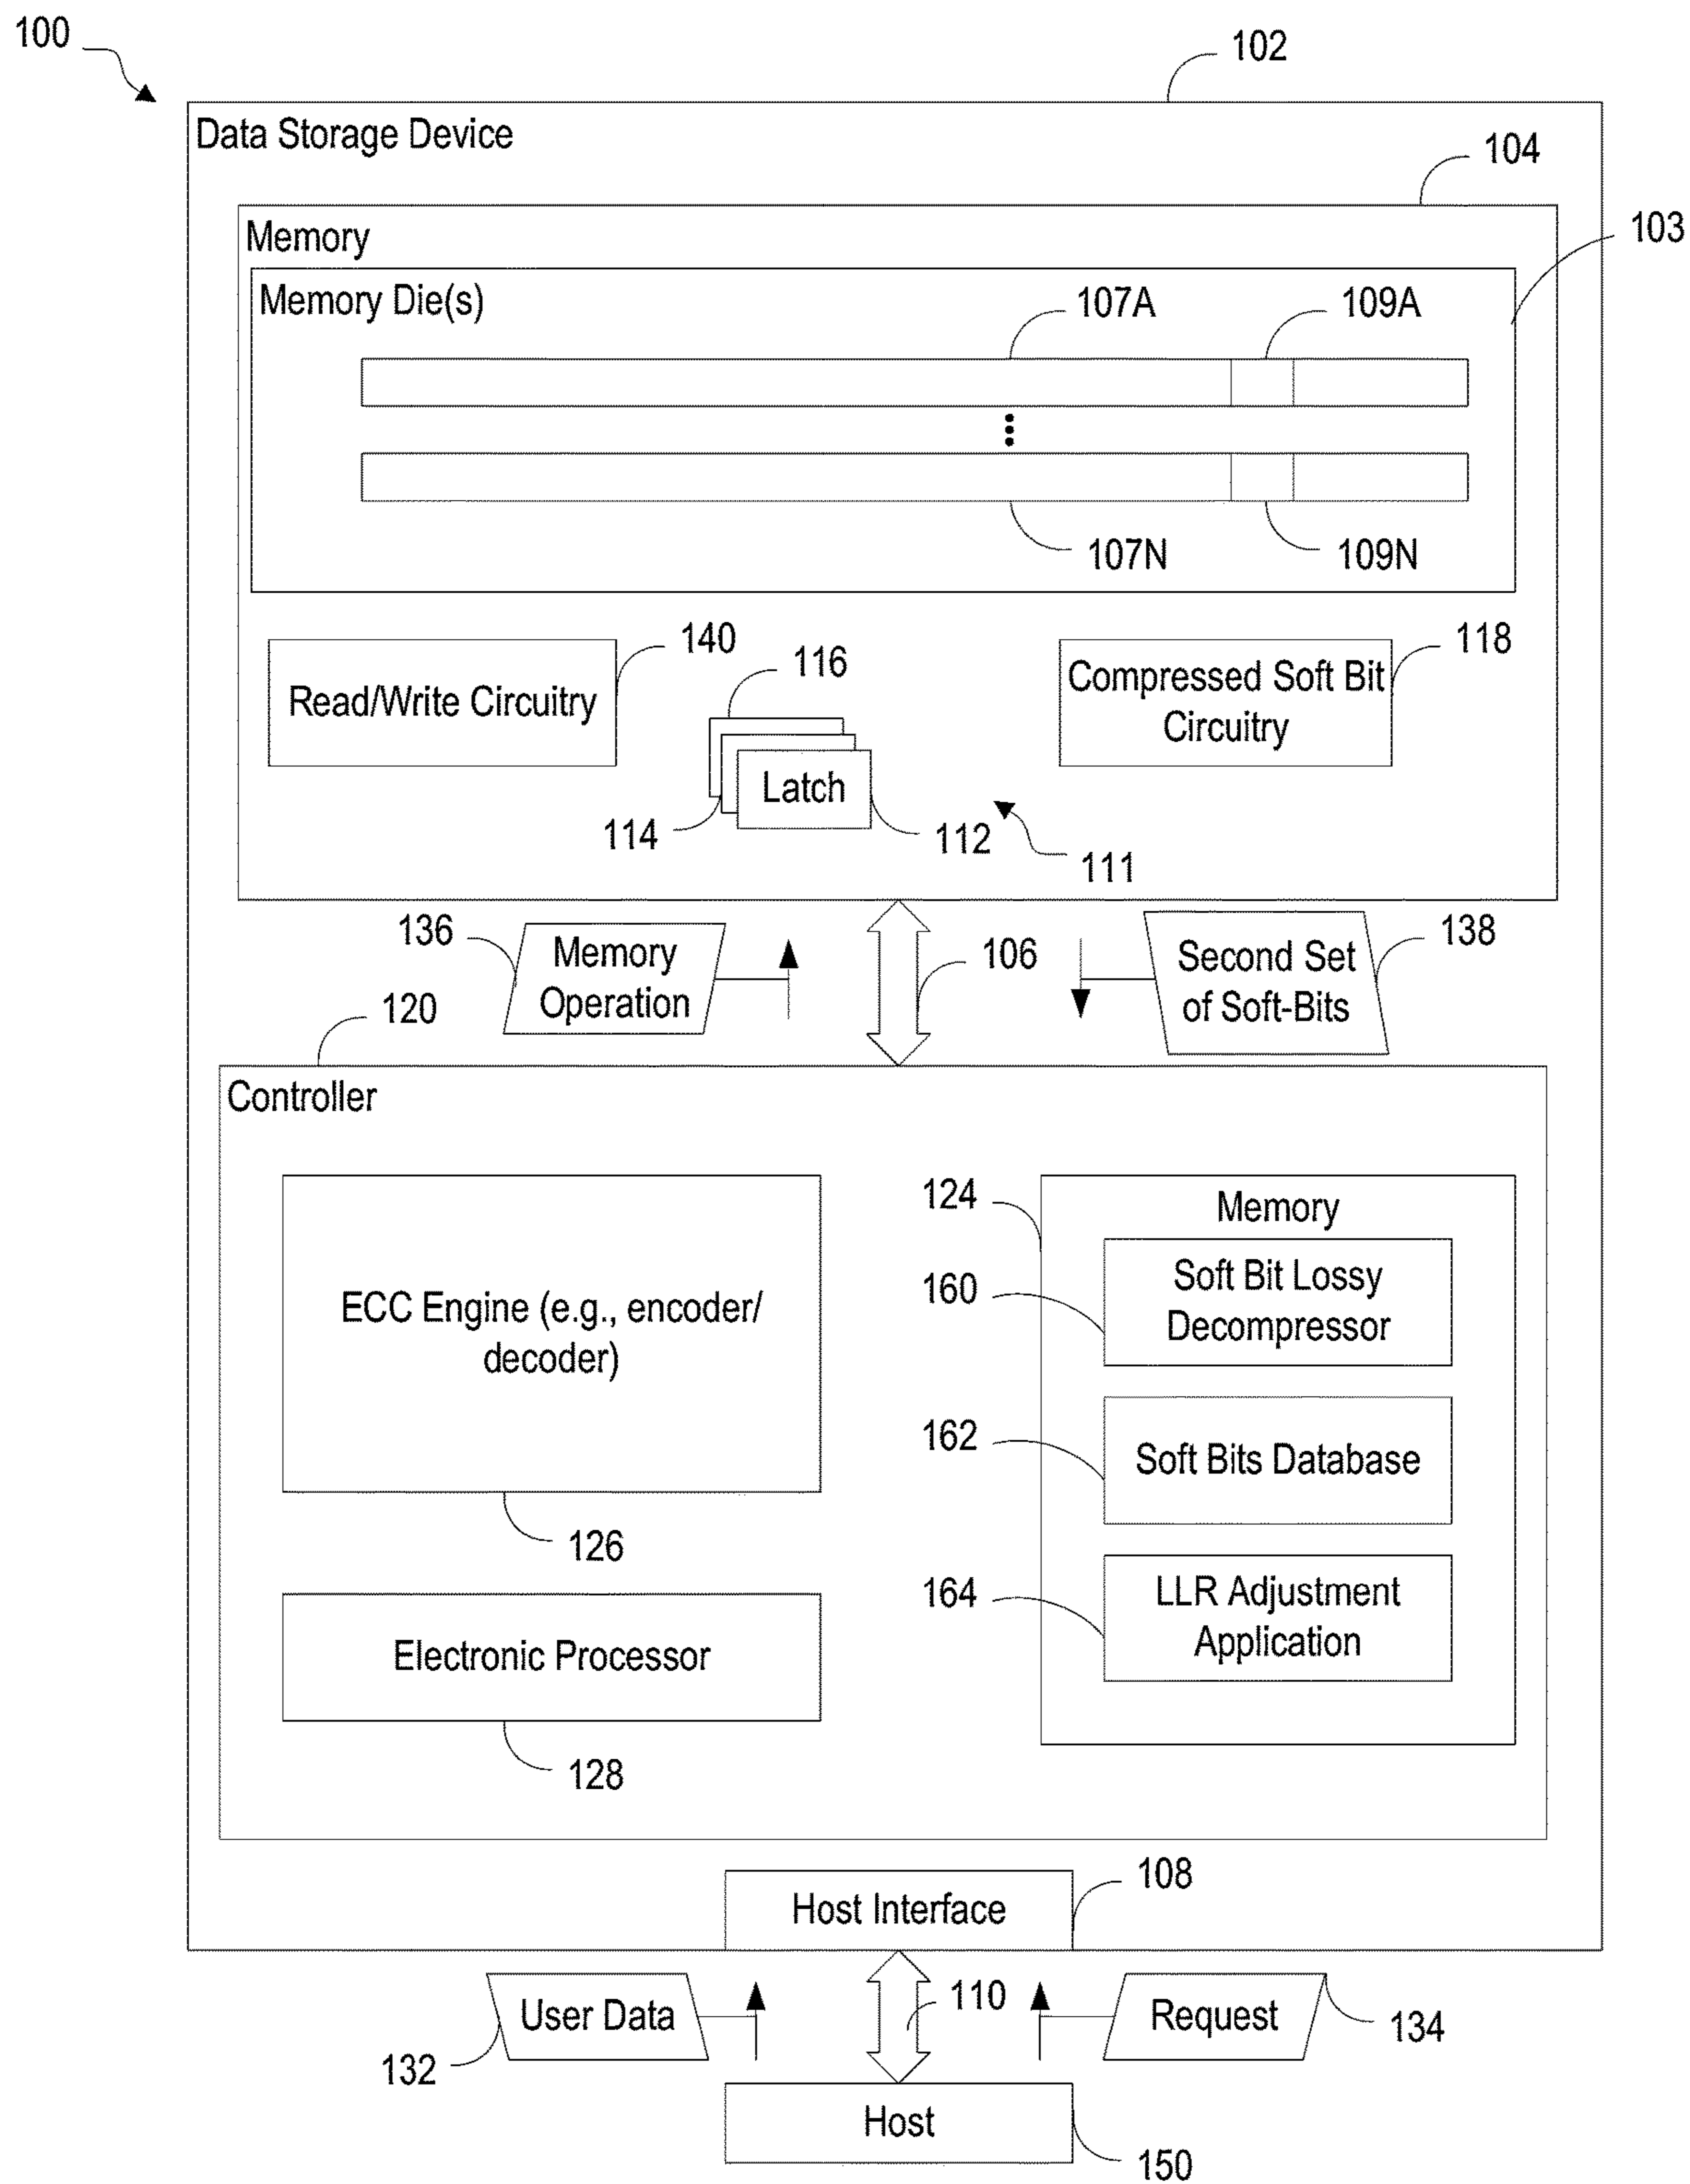 100
102
Data Storage Device
104
Memory
103
Memory Die(s)
107A
109A
107N
109N
140
116
118
Read/Write Circuitry
Compressed Soft Bit
Circuitry
Latch
114
112
111
136
Memory
Operation
106
Second Set
of Soft-Bits
138
120
Controller
124
Memory
ECC Engine (e.g., encoder/
decoder)
160
Soft Bit Lossy
Decompressor
162
Soft Bits Database
126
164
LLR Adjustment
Application
Electronic Processor
128
108
Host Interface
User Data
110
Request
132
134
Host
150